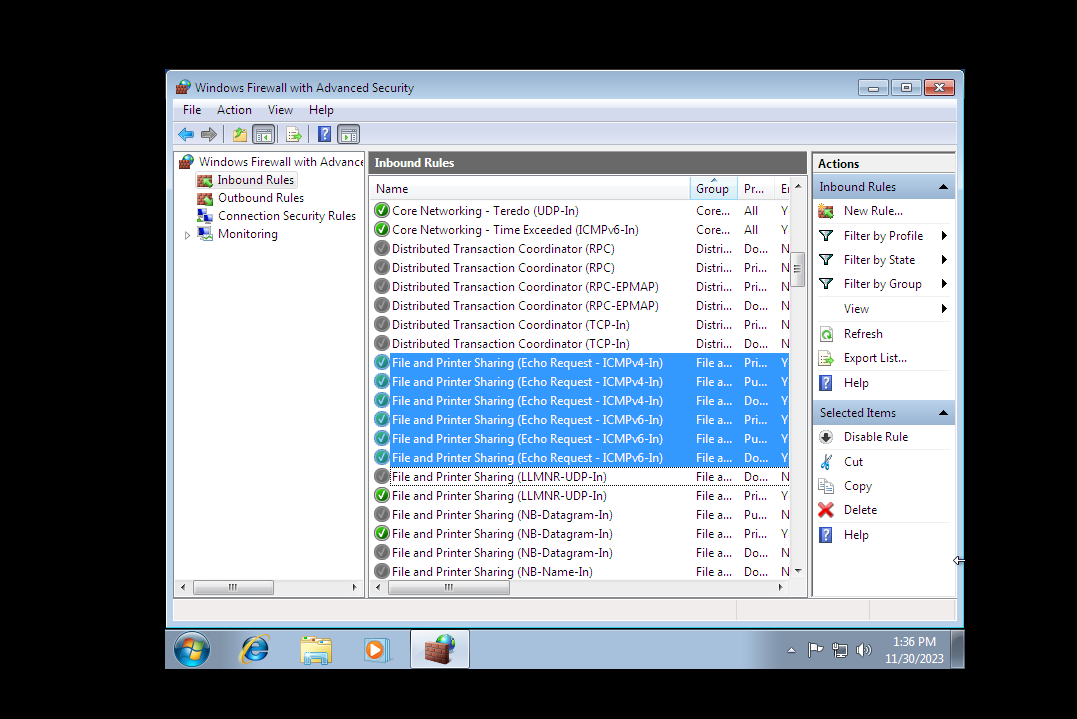 Windows Firewall with Advanced Security
File Action View Help
Windows Firewall with Advance
Inbound Rules
Outbound Rules
Connection Security Rules
Monitoring
Inbound Rules
Name Group Pr...
Core Networking - Teredo (UDP-In) Core... All Y
Core Networking - Time Exceeded (ICMPv6-In) Core... All Y
Distributed Transaction Coordinator (RPC) Distri... Do... N
Distributed Transaction Coordinator (RPC) Distri... Pri... N
Distributed Transaction Coordinator (RPC-EPMAP) Distri... Pri... N
Distributed Transaction Coordinator (RPC-EPMAP) Distri... Do... N
Distributed Transaction Coordinator (TCP-In) Distri... Pri... N
Distributed Transaction Coordinator (TCP-In) Distri... Do... N
File and Printer Sharing (Echo Request - ICMPv4-In) File a... Pri... Y
File and Printer Sharing (Echo Request - ICMPv4-In) File a... Pu... Y
File and Printer Sharing (Echo Request - ICMPv4-In) File a... Do... Y
File and Printer Sharing (Echo Request - ICMPv6-In) File a... Pri... Y
File and Printer Sharing (Echo Request - ICMPv6-In) File a... Pu... Y
File and Printer Sharing (Echo Request - ICMPv6-In) File a... Do... Y
File and Printer Sharing (LLMNR-UDP-In) File a... Do... N
File and Printer Sharing (LLMNR-UDP-In) File a... Pri... Y
File and Printer Sharing (NB-Datagram-In) File a... Pu... N
File and Printer Sharing (NB-Datagram-In) File a... Pri... Y
File and Printer Sharing (NB-Datagram-In) File a... Do... N
File and Printer Sharing (NB-Name-In) File a... Do... N
Actions
Inbound Rules
New Rule...
Filter by Profile
Filter by State
Filter by Group
View
Refresh
Export List...
Help
Selected Items
Disable Rule
Cut
Copy
Delete
Help
1:36 PM
11/30/2023